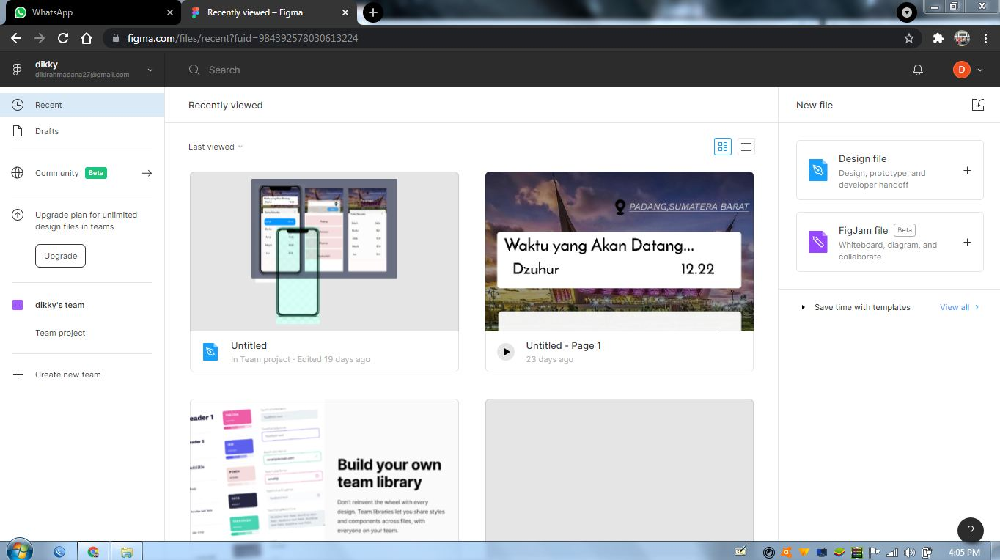 WhatsApp
Recently viewed – Figma
figma.com/files/recent?fuid=984392578030613224
dikky
dikirahmadana27@gmail.com
Search
D
Recent
Drafts
Community Beta
Upgrade plan for unlimited
design files in teams
Upgrade
dikky's team
Team project
Create new team
Recently viewed
Last viewed
Waktu yang Akan Datang...
Untitled
In Team project · Edited 19 days ago
PADANG,SUMATERA BARAT
Waktu yang Akan Datang...
Dzuhur 12.22
Untitled - Page 1
23 days ago
eader 1
eader 3
ubtitle
Build your own
team library
Don't reinvent the wheel with every
design. Team libraries let you share styles
and components across files, with
everyone on your team.
New file
Design file
Design, prototype, and
developer handoff
FigJam file Beta
Whiteboard, diagram, and
collaborate
Save time with templates View all
?
4:05 PM